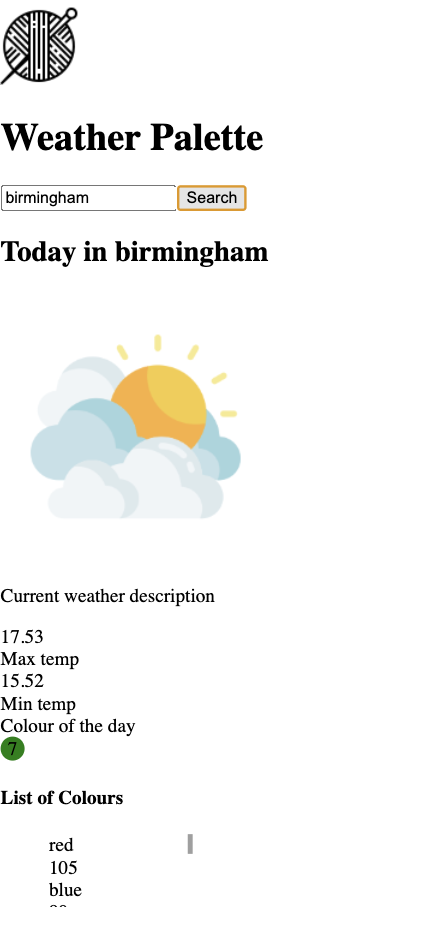 Weather Palette
birmingham Search
Today in birmingham
Current weather description
17.53
Max temp
15.52
Min temp
Colour of the day
7
List of Colours
red
105
blue